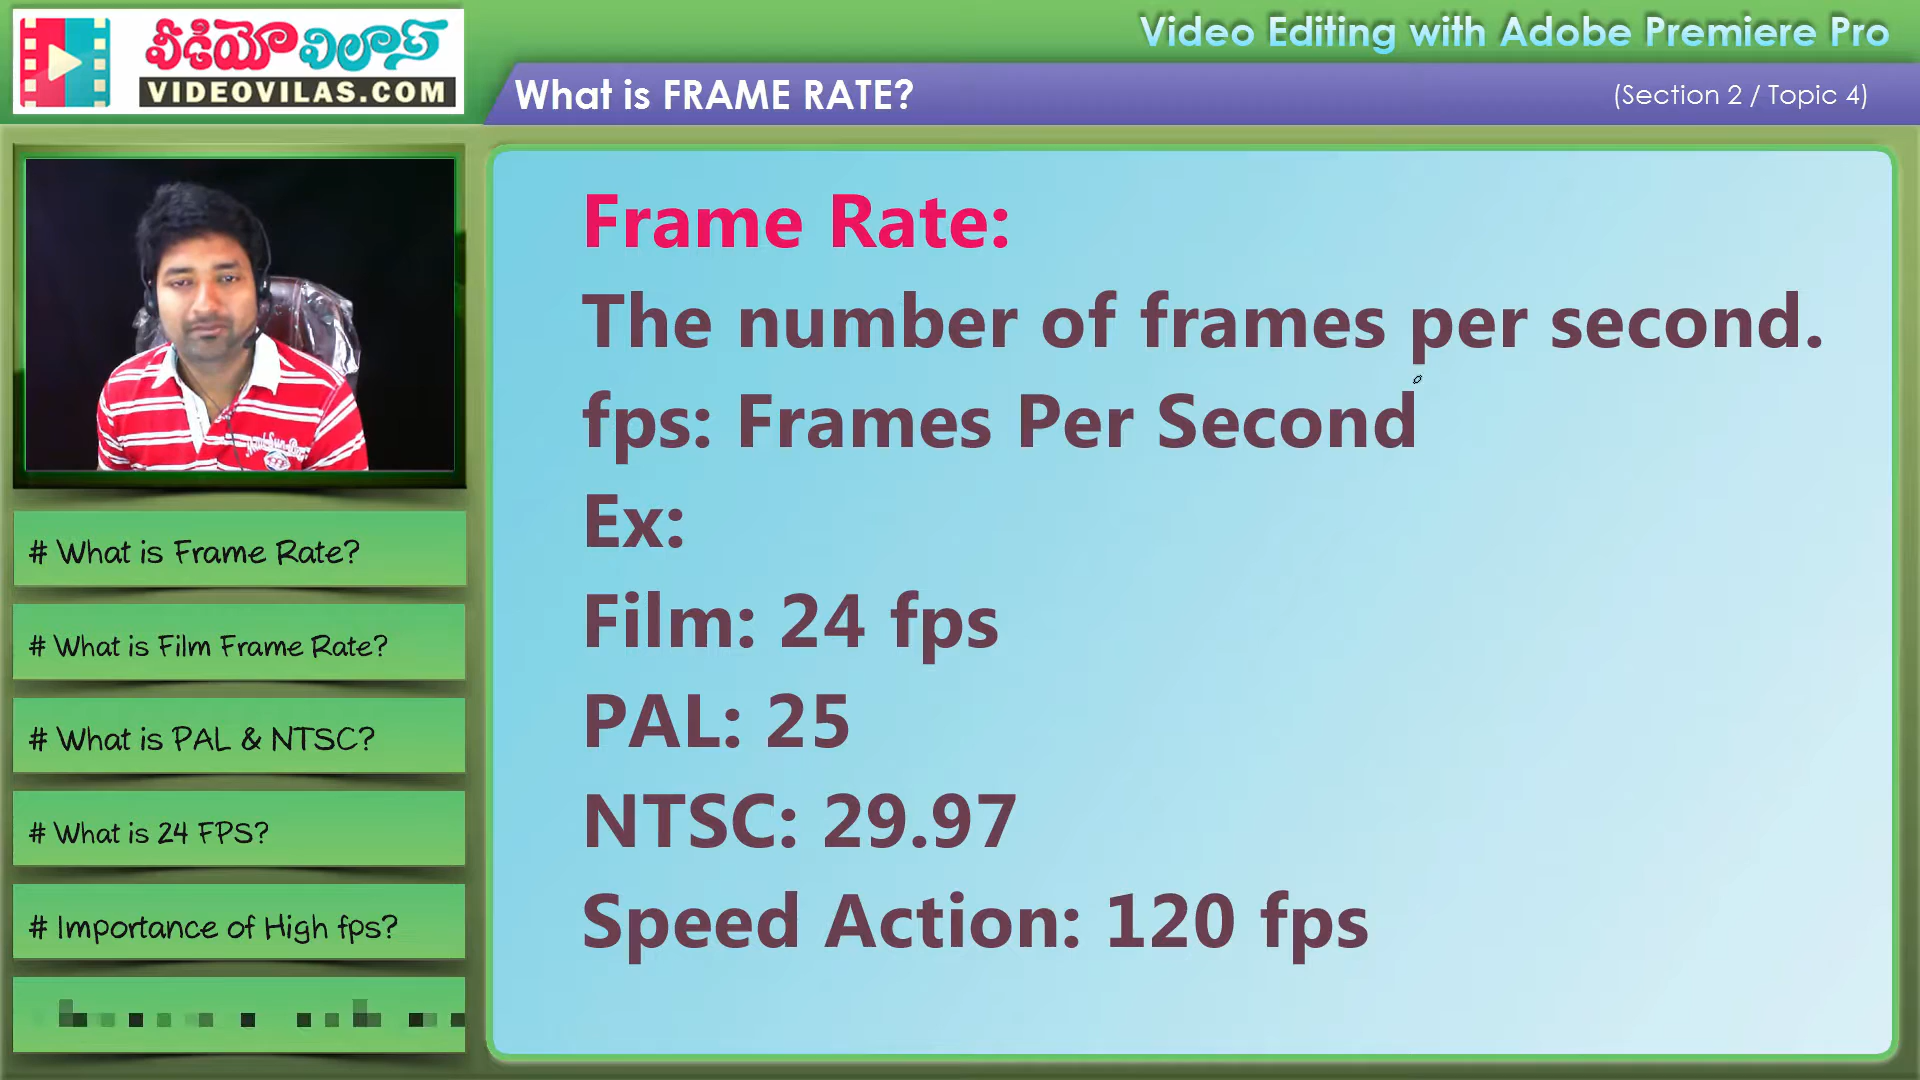 వీడియో విలాస్
VIDEOVILAS.COM
Video Editing with Adobe Premiere Pro
What is FRAME RATE?
(Section 2 / Topic 4)
# What is Frame Rate?
# What is Film Frame Rate?
# What is PAL & NTSC?
# What is 24 FPS?
# Importance of High fps?
Frame Rate:
The number of frames per second.
fps: Frames Per Second
Ex:
Film: 24 fps
PAL: 25
NTSC: 29.97
Speed Action: 120 fps